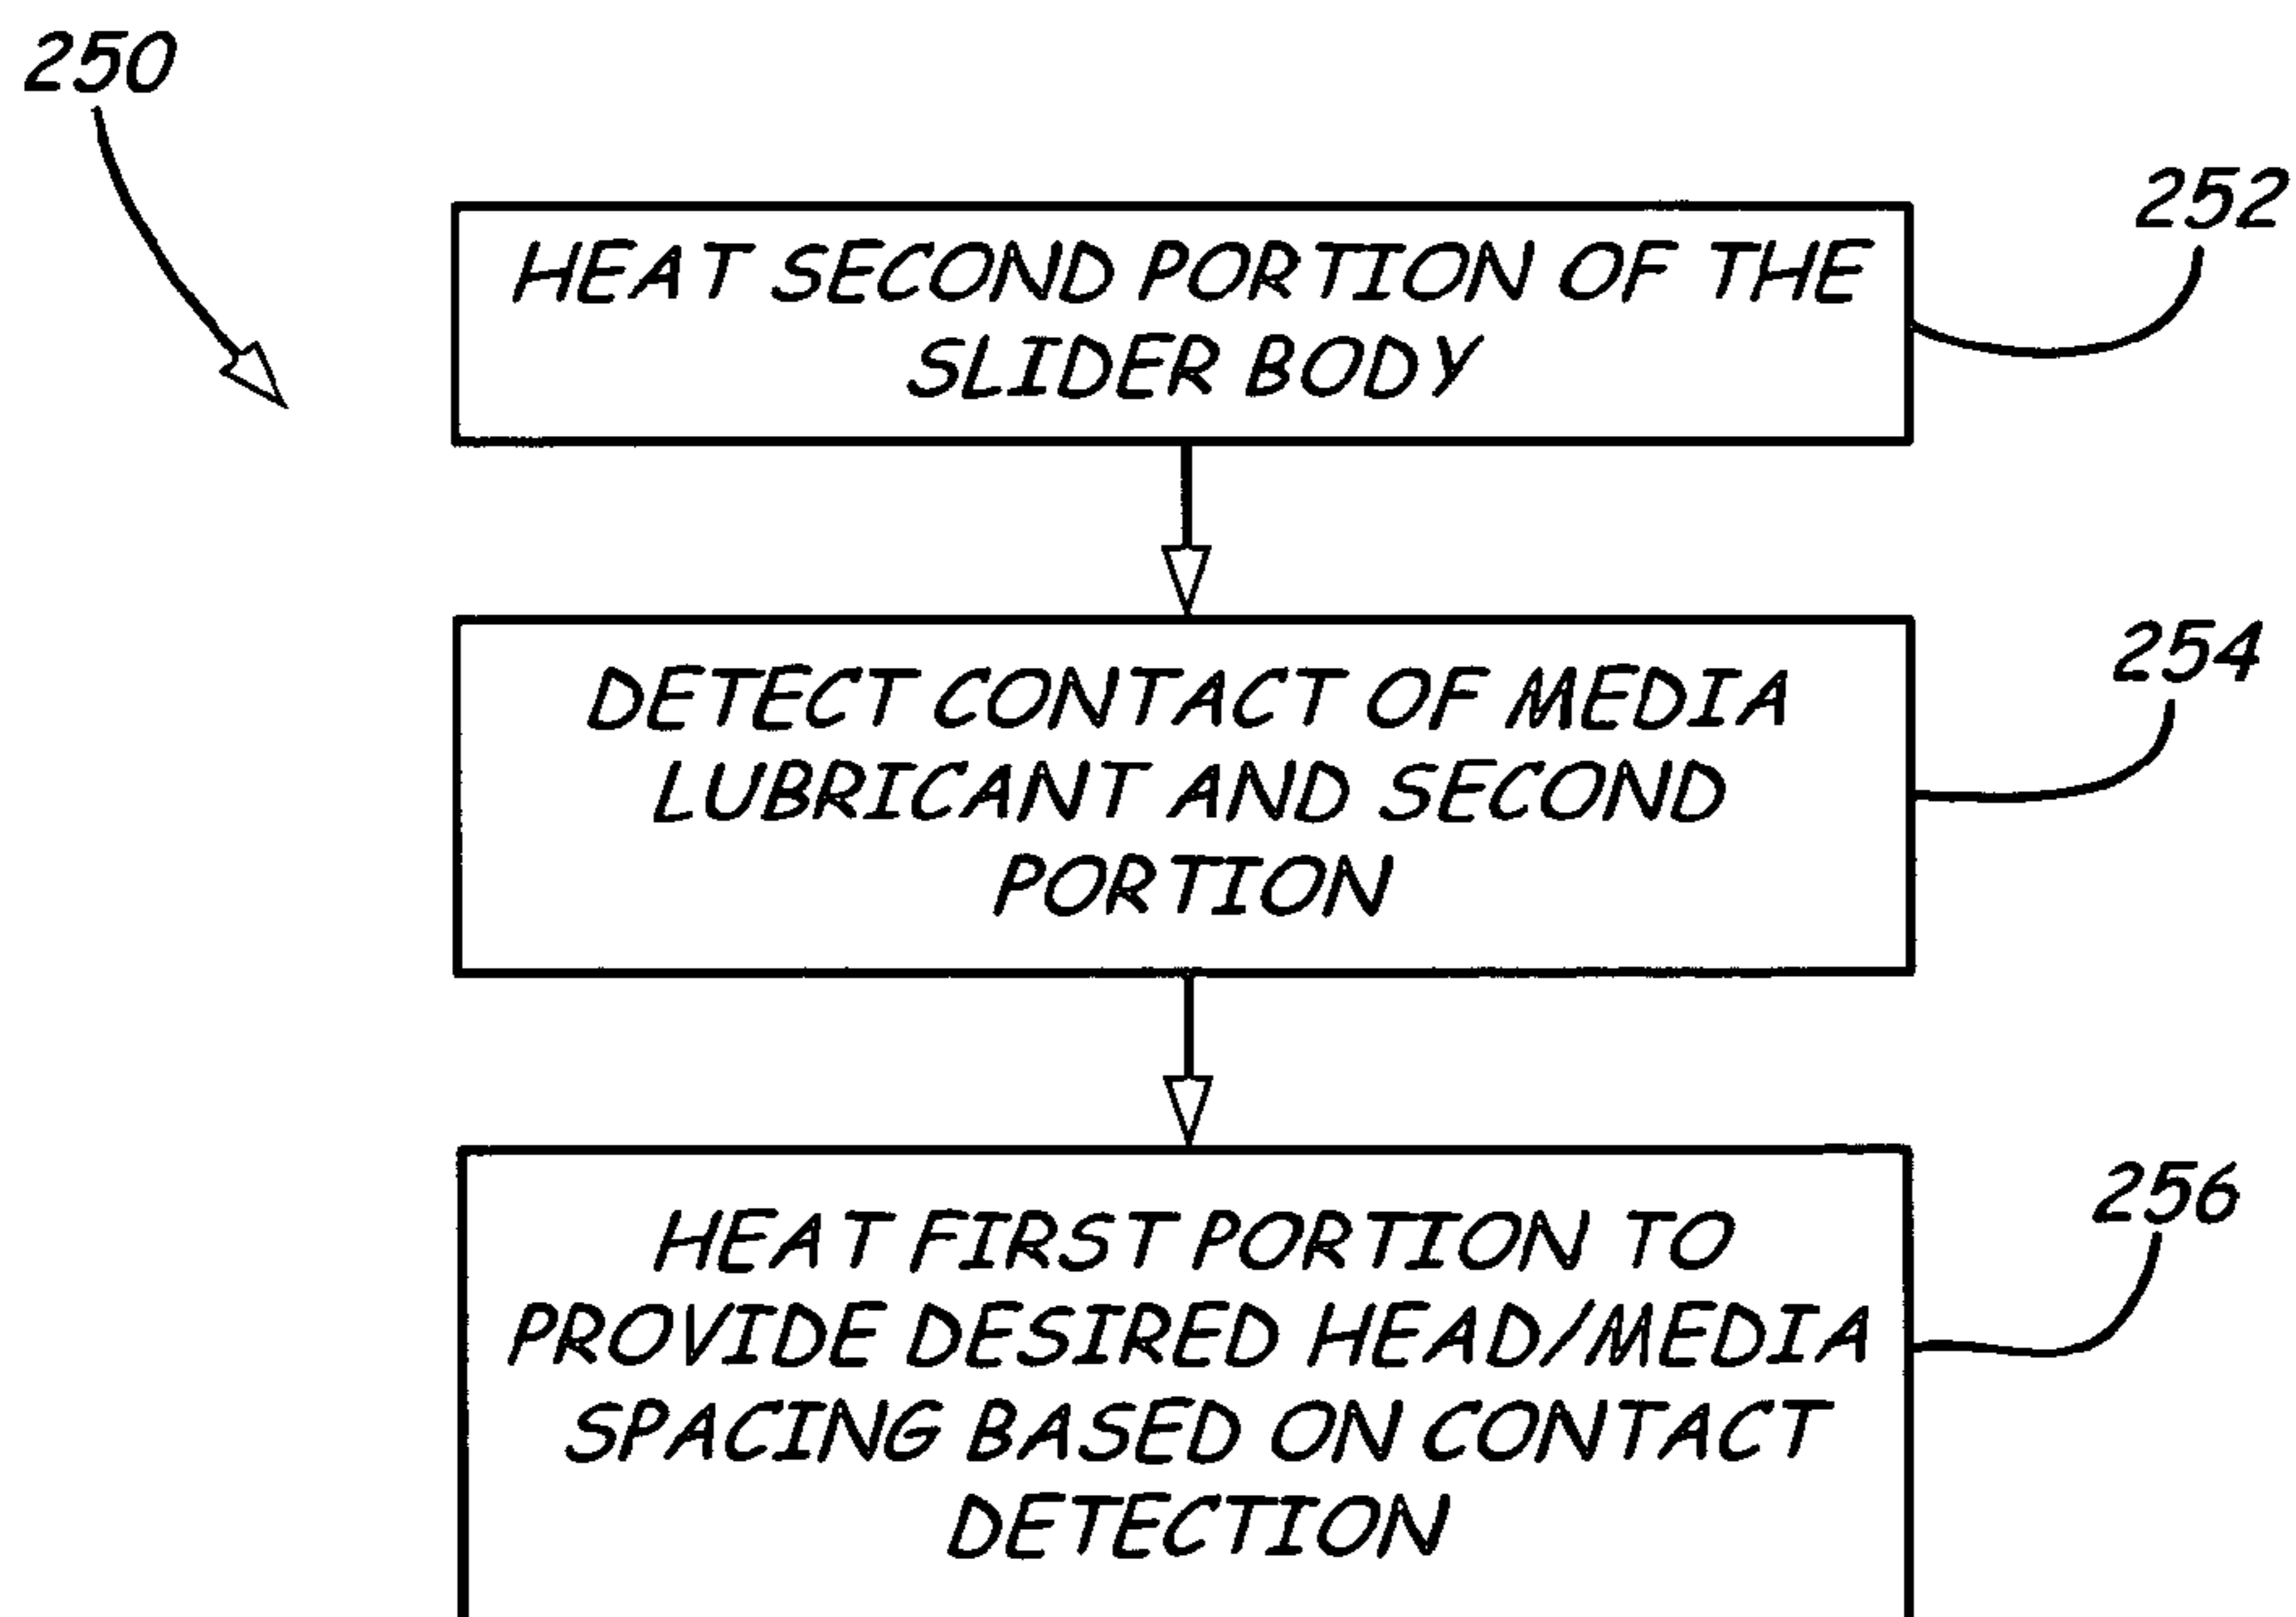 250
252
HEAT SECOND PORTION OF THE
SLIDER BODY
254
DETECT CONTACT OF MEDIA
LUBRICANT AND SECOND
PORTION
256
HEAT FIRST PORTION TO
PROVIDE DESIRED HEAD/MEDIA
SPACING BASED ON CONTACT
DETECTION